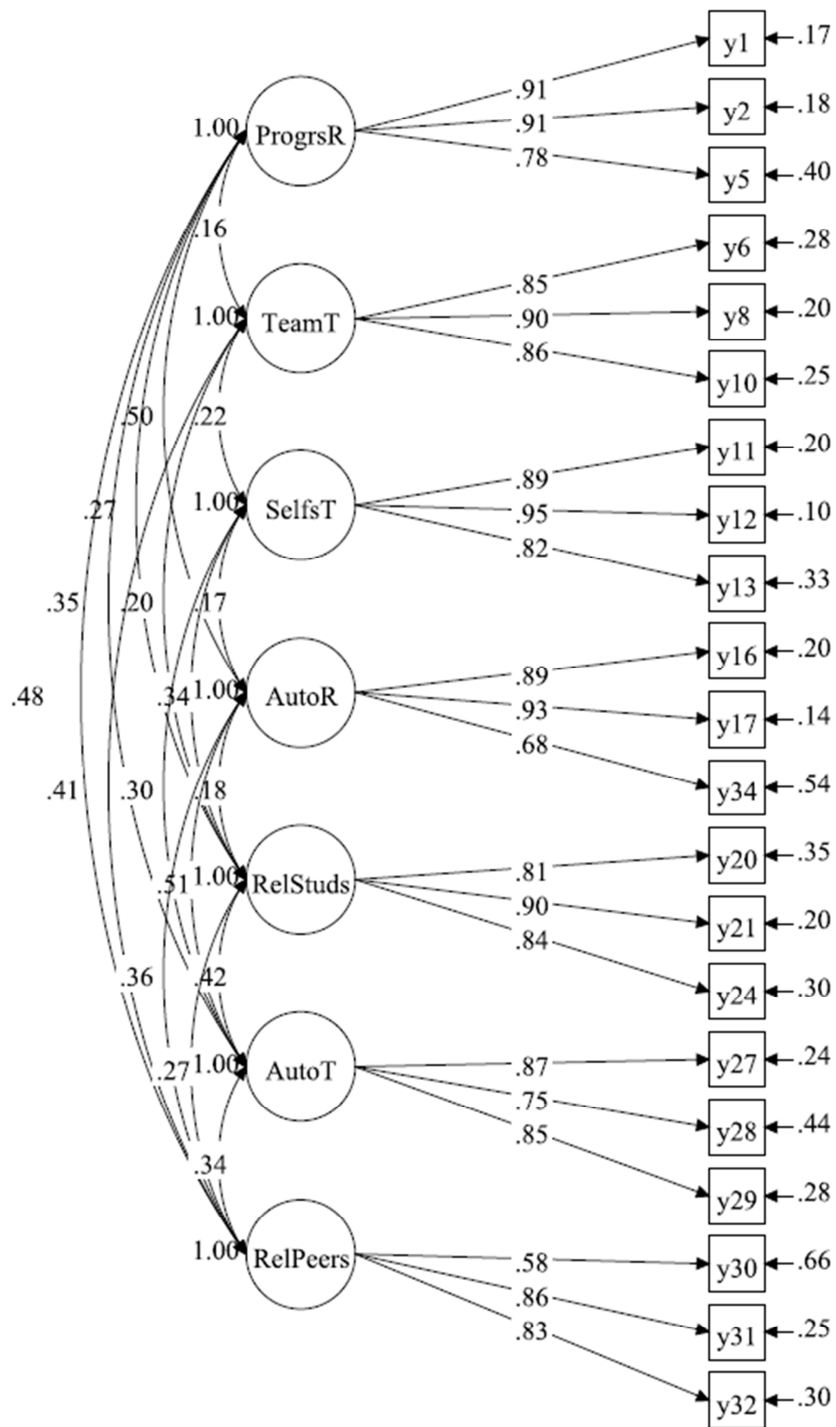 y1 .17
.91
1.00 ProgrsR .91 y2 .18
.78
y5 .40
.16
y6 .28
.85
1.00 TeamT .90 y8 .20
.86
y10 .25
.50 .22
y11 .20
.89
.27 1.00 SelfsT .95 y12 .10
.82
y13 .33
.35 .20 .17
y16 .20
.89
.48 .34 1.00 AutoR .93 y17 .14
.68
y34 .54
.41 .30 .18
y20 .35
.81
.51 1.00 RelStuds .90 y21 .20
.84
y24 .30
.36 .42
y27 .24
.87
.27 1.00 AutoT .75 y28 .44
.85
.34
y29 .28
1.00 RelPeers .58 y30 .66
.86
.83 y31 .25
y32 .30